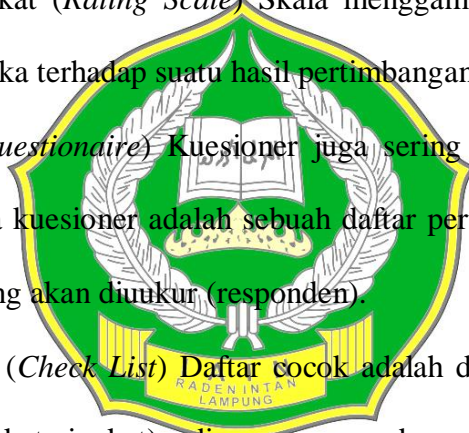 kat (Rating Scale) Skala menggam
ka terhadap suatu hasil pertimbangan
uestionaire) Kuesioner juga sering
kuesioner adalah sebuah daftar per
ng akan diuukur (responden).
(Check List) Daftar cocok adalah d
RADEN INTAN
LAMPUNG